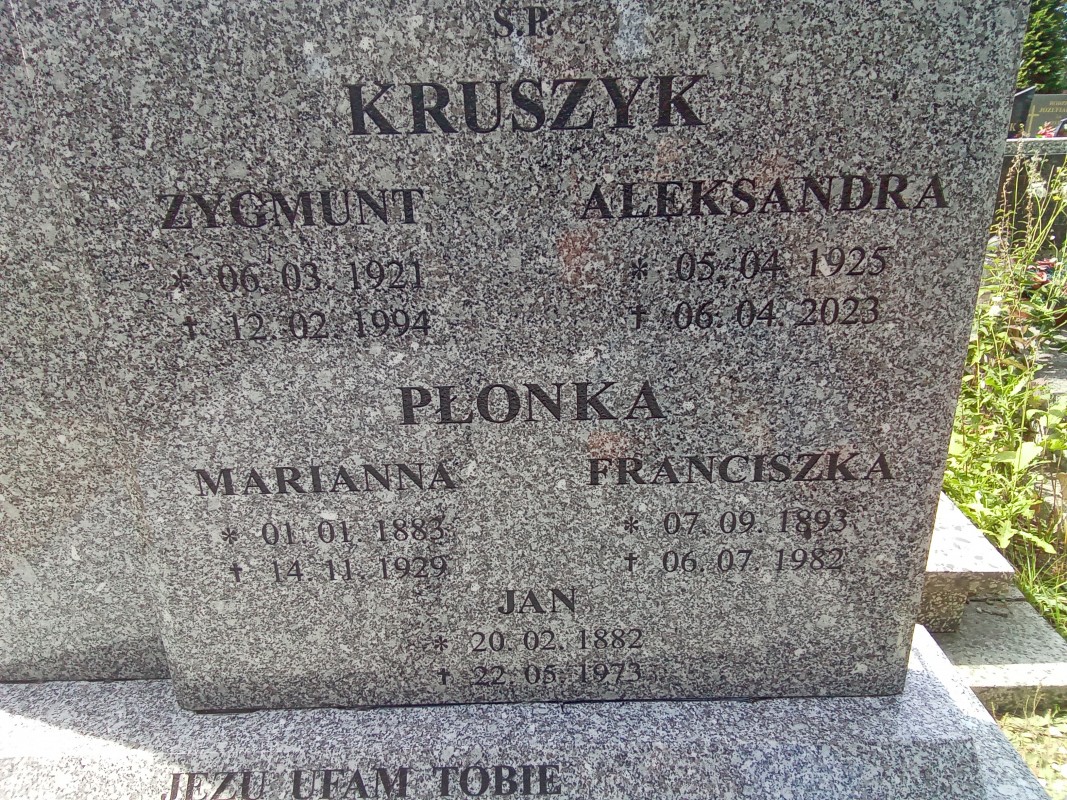 Ś.P.
KRUSZYK
ZYGMUNT ALEKSANDRA
* 06. 03. 1921 * 05. 04. 1925
† 12. 02. 1994 † 06. 04. 2023
PŁONKA
MARIANNA FRANCISZKA
* 01. 01. 1883 * 07. 09. 1893
† 14. 11. 1929 † 06. 07. 1982
JAN
* 20. 02. 1882
† 22. 05. 1973
JEZU UFAM TOBIE